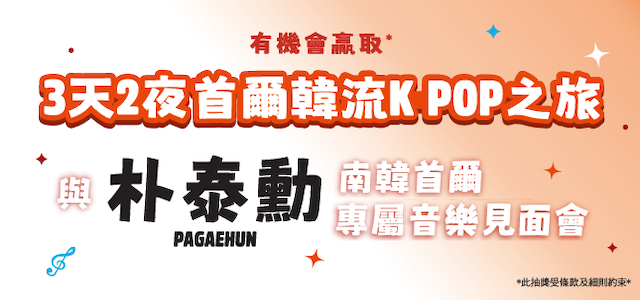 有機會贏取*
3天2夜首爾韓流K POP之旅
與 朴泰勳 南韓首爾
PAGAEHUN 專屬音樂見面會
*此抽獎受條款及細則約束*